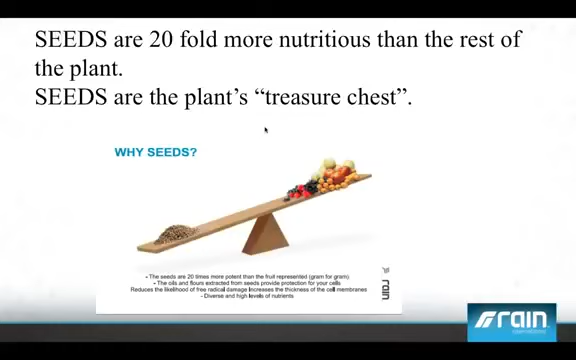 SEEDS are 20 fold more nutritious than the rest of
the plant.
SEEDS are the plant's “treasure chest”.
WHY SEEDS?
- The seeds are 20 times more potent than the fruit represented (gram for gram)
- The oils and flours extracted from seeds provide protection for your cells
Reduces the likelihood of free radical damage Increases the thickness of the cell membranes
- Diverse and high levels of nutrients
rain
rain